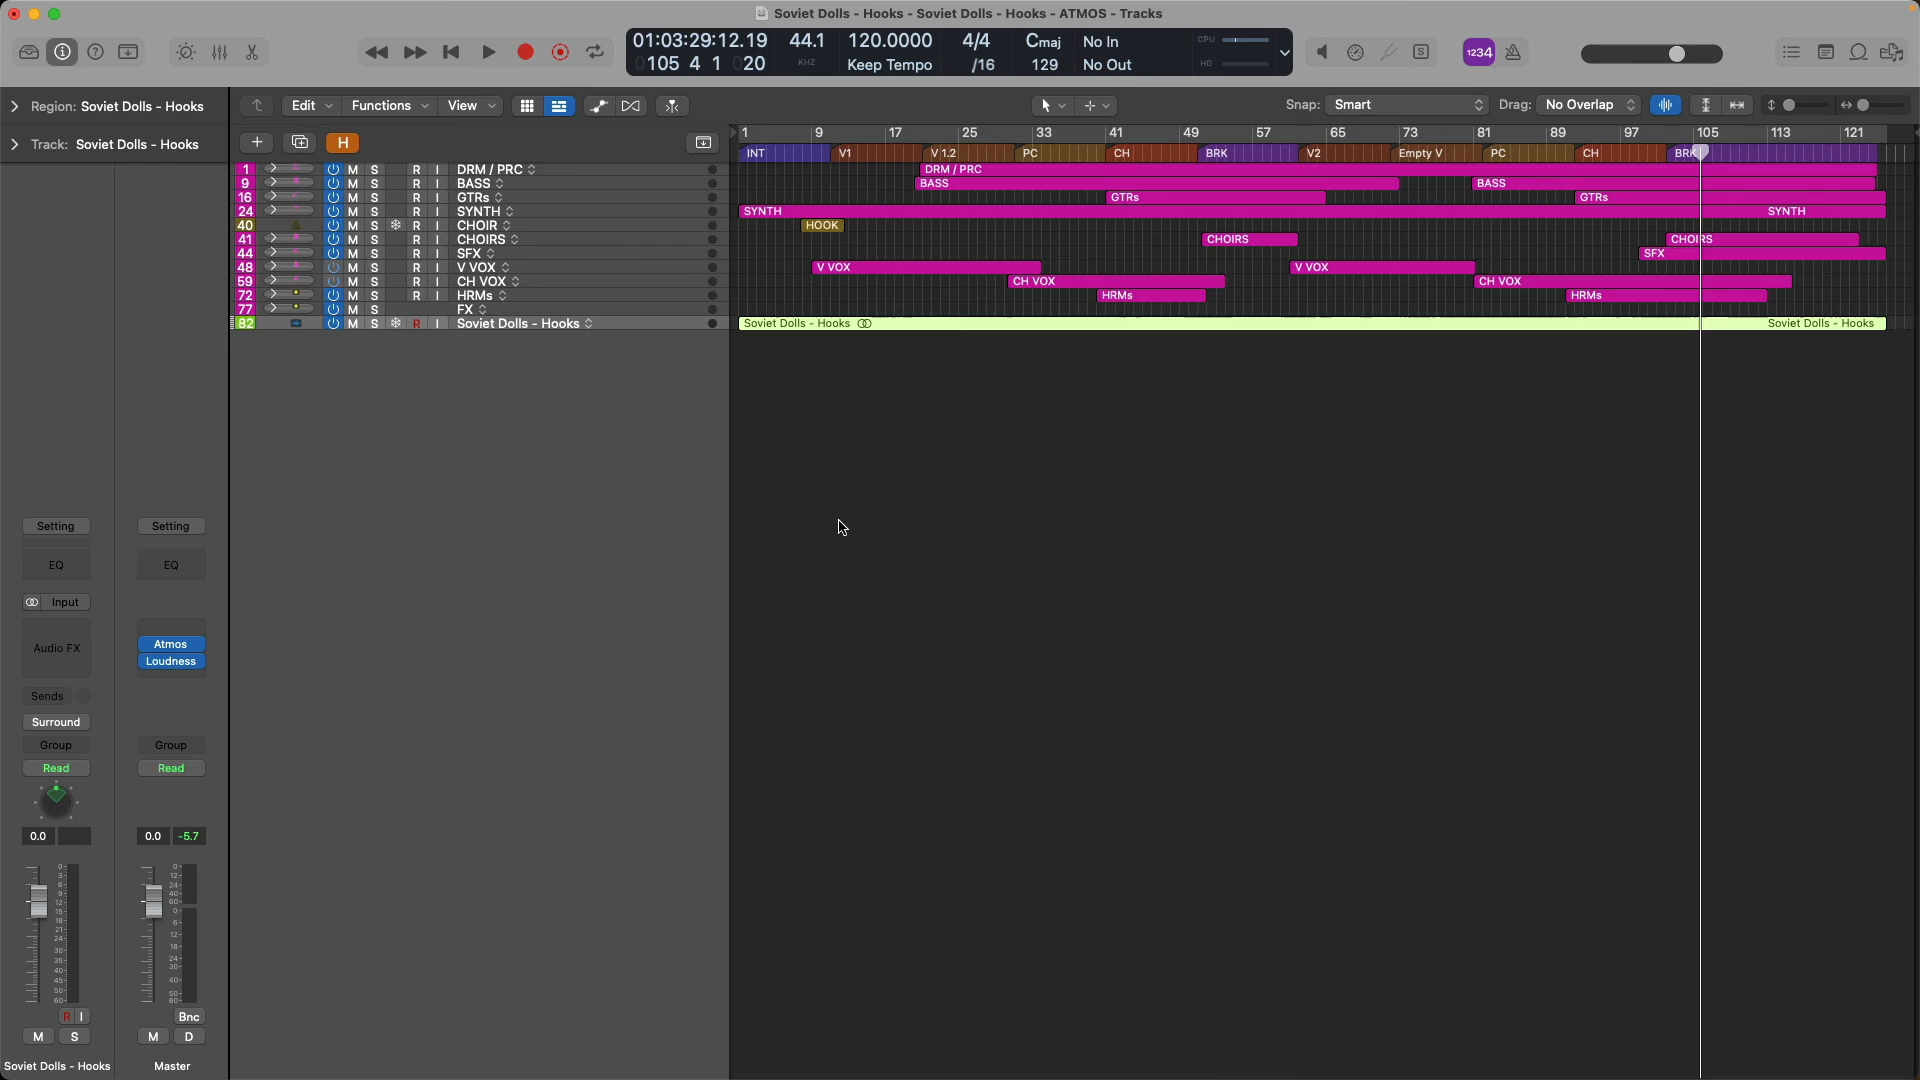 Soviet Dolls - Hooks - Soviet Dolls - Hooks - ATMOS - Tracks
01:03:29:12.19 44.1 120.0000 4/4 Cmaj No In CPU
0105 4 1 020 KHZ Keep Tempo /16 129 No Out HD
1234
Region: Soviet Dolls - Hooks Edit Functions View Snap: Smart Drag: No Overlap
Track: Soviet Dolls - Hooks H
1 9 17 25 33 41 49 57 65 73 81 89 97 105 113 121
INT V1 V 1.2 PC CH BRK V2 Empty V PC CH BRK
1 M S R I DRM / PRC DRM / PRC
9 M S R I BASS BASS BASS
16 M S R I GTRs GTRs GTRs
24 M S R I SYNTH SYNTH SYNTH
40 M S R I CHOIR HOOK
41 M S R I CHOIRS CHOIRS CHOIRS
44 M S R I SFX SFX
48 M S R I V VOX V VOX V VOX
59 M S R I CH VOX CH VOX CH VOX
72 M S R I HRMs HRMs HRMs
77 M S FX
82 M S R I Soviet Dolls - Hooks Soviet Dolls - Hooks Soviet Dolls - Hooks
Setting Setting
EQ EQ
Input
Atmos
Audio FX
Loudness
Sends
Surround
Group Group
Read Read
0.0 0.0 -5.7
R I Bnc
M S M D
Soviet Dolls - Hooks Master